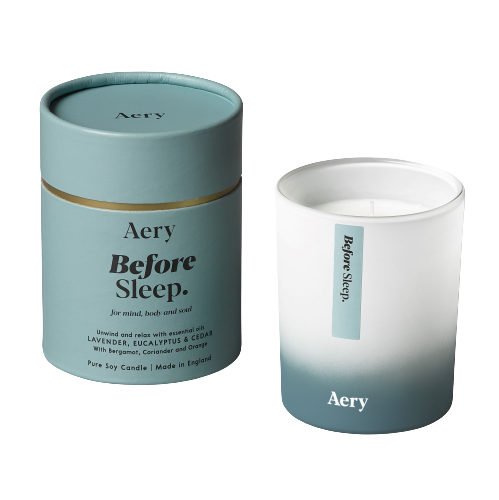 Aery
Aery
Before
Sleep.
for mind, body and soul
Unwind and relax with essential oils
LAVENDER, EUCALYPTUS & CEDAR
With Bergamot, Coriander and Orange
Pure Soy Candle | Made in England
Before Sleep.
Aery